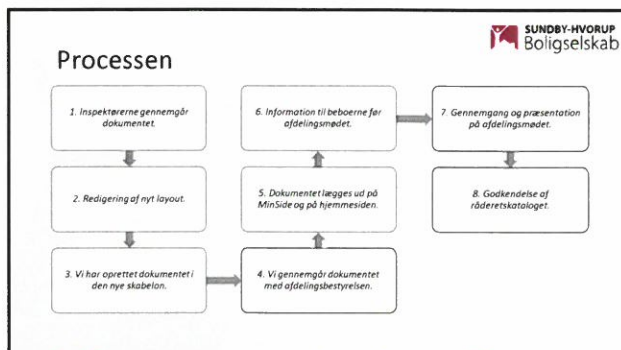 SUNDBY-HVORUP
Boligselskab
Processen
1. Inspektørerne gennemgår
dokumentet.
2. Redigering af nyt layout.
3. Vi har oprettet dokumentet i
den nye skabelon.
4. Vi gennemgår dokumentet
med afdelingsbestyrelsen.
5. Dokumentet lægges ud på
MinSide og på hjemmesiden.
6. Information til beboerne før
afdelingsmødet.
7. Gennemgang og præsentation
på afdelingsmødet.
8. Godkendelse af
råderetskataloget.